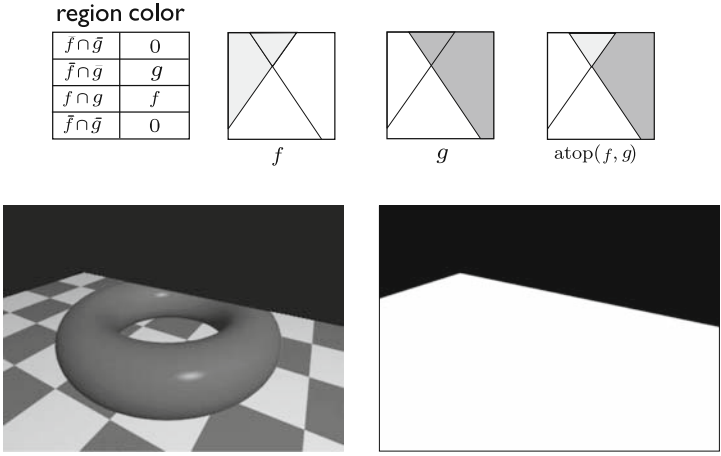 region color
f ∩ ḡ 0
f̄ ∩ g g
f ∩ g f
f̄ ∩ ḡ 0
f
g
atop(f, g)